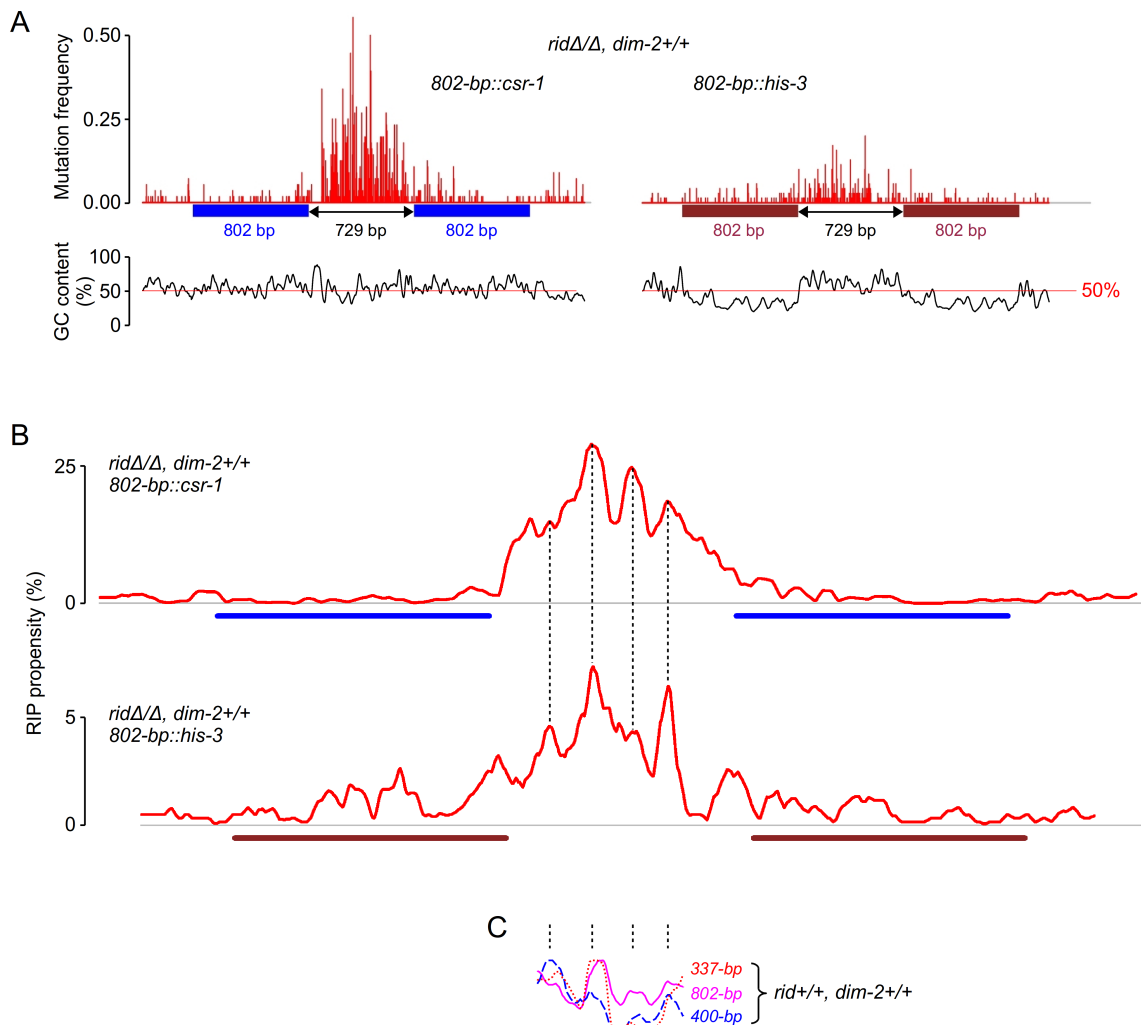 A
Mutation frequency
0.50
0.25
0.00
ridΔ/Δ, dim-2+/+
802-bp::csr-1
802-bp::his-3
802 bp
729 bp
802 bp
802 bp
729 bp
802 bp
GC content (%)
100
50
0
50%
B
RIP propensity (%)
ridΔ/Δ, dim-2+/+
802-bp::csr-1
25
0
ridΔ/Δ, dim-2+/+
802-bp::his-3
5
0
C
337-bp
802-bp
400-bp
rid+/+, dim-2+/+